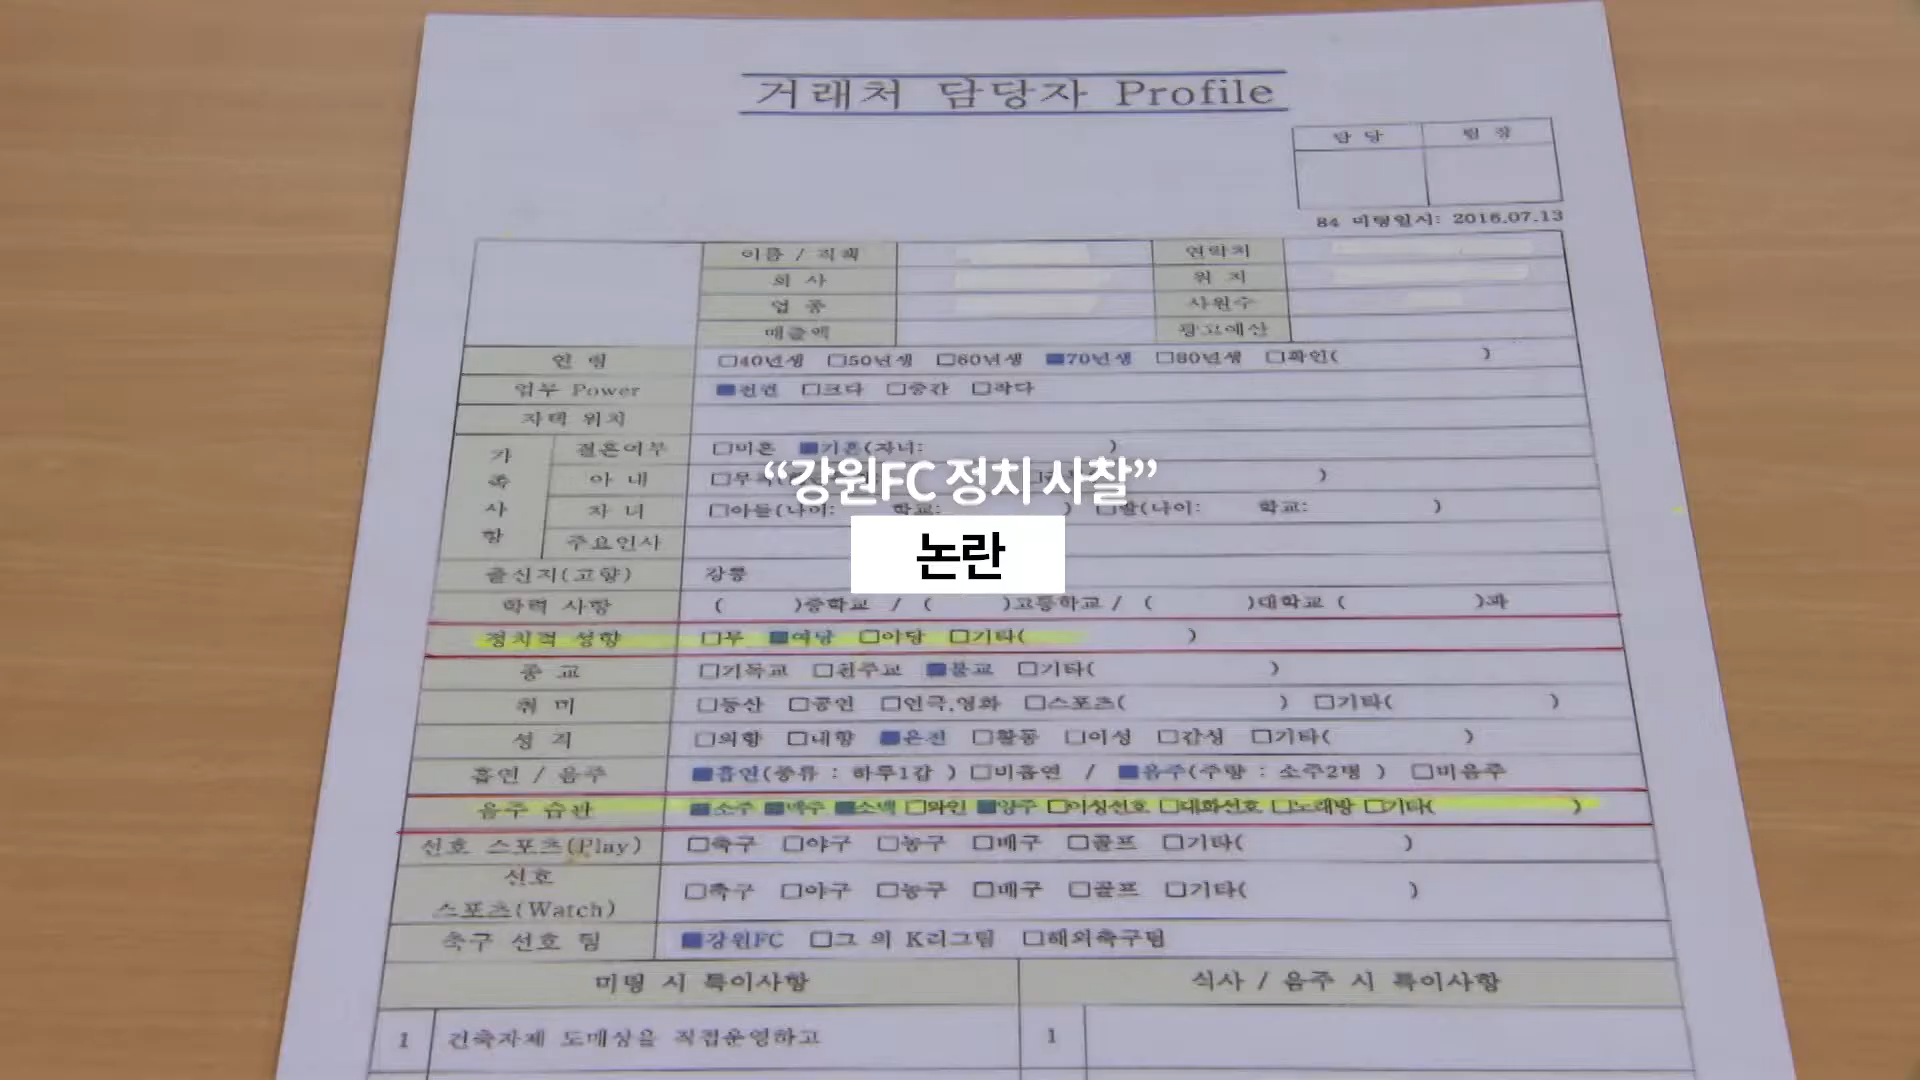 거래처 담당자 Profile
담 당 팀 장
84 미팅일시: 2016.07.13
이름 / 직책 연락처
회 사 위 치
업 종 사원수
매출액 광고예산
연 령 □40년생 □50년생 □60년생 ■70년생 □80년생 □확인( )
업무 Power ■전권 □크다 □중간 □작다
자택 위치
가족사항 결혼여부 □미혼 ■기혼(자녀: )
“강원FC 정치 사찰”
아 내 )
자 녀 □아들(나이: 학교: ) □딸(나이: 학교: )
논란
주요인사
출신지(고향) 강릉
학력 사항 ( )중학교 / ( )고등학교 / ( )대학교 ( )과
정치적 성향 □무 ■여당 □야당 □기타( )
종 교 □기독교 □천주교 ■불교 □기타( )
취 미 □등산 □공연 □연극,영화 □스포츠( ) □기타( )
성 격 □외향 □내향 ■온진 □활동 □이성 □감성 □기타( )
흡연 / 음주 ■흡연(종류 : 하루1갑 ) □비흡연 / ■음주(주량 : 소주2병 ) □비음주
음주 습관 ■소주 ■맥주 ■소맥 □와인 ■양주 □이성선호 □대화선호 □노래방 □기타( )
선호 스포츠(Play) □축구 □야구 □농구 □배구 □골프 □기타( )
선호
스포츠(Watch) □축구 □야구 □농구 □배구 □골프 □기타( )
축구 선호 팀 ■강원FC □그 외 K리그팀 □해외축구팀
미팅 시 특이사항 식사 / 음주 시 특이사항
1 건축자제 도매상을 직접운영하고 1